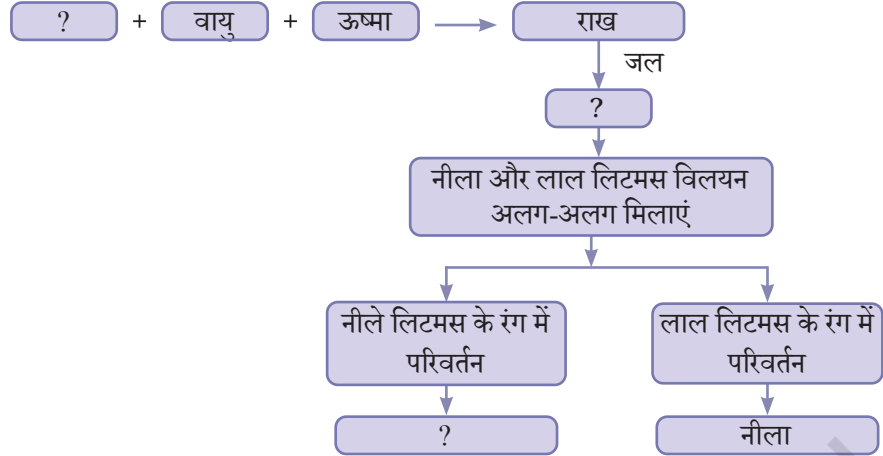 ? + वायु + ऊष्मा राख
जल
?
नीला और लाल लिटमस विलयन
अलग-अलग मिलाएं
नीले लिटमस के रंग में
परिवर्तन
लाल लिटमस के रंग में
परिवर्तन
?
नीला